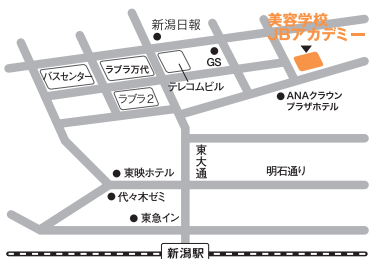 美容学校
JBアカデミー
新潟日報
GS
バスセンター
ラブラ万代
テレコムビル
ラブラ2
ANAクラウン
プラザホテル
東大通
明石通り
東映ホテル
代々木ゼミ
東急イン
新潟駅